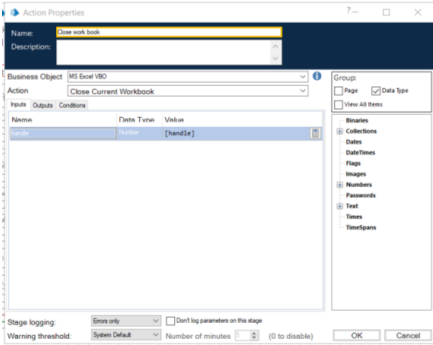 Action Properties
Name: Close work book
Description:
Business Object MS Excel VBO
Action Close Current Workbook
Inputs Outputs Conditions
Name Data Type Value
handle Number [handle]
Group:
Page Data Type
View All Items
Binaries
Collections
Dates
DateTimes
Flags
Images
Numbers
Passwords
Text
Times
TimeSpans
Stage logging: Errors only Don't log parameters on this stage
Warning threshold: System Default Number of minutes 5 (0 to disable)
OK Cancel